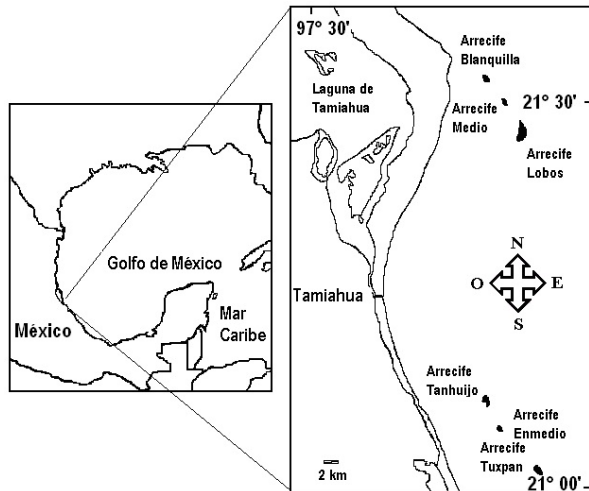 97° 30'
Arrecife
Blanquilla
Laguna de
Tamiahua
21° 30'
Arrecife
Medio
Arrecife
Lobos
Golfo de México
Mar
Caribe
México
N
O
E
S
Tamiahua
Arrecife
Tanhuijo
Arrecife
Enmedio
Arrecife
Tuxpan
2 km
21° 00'